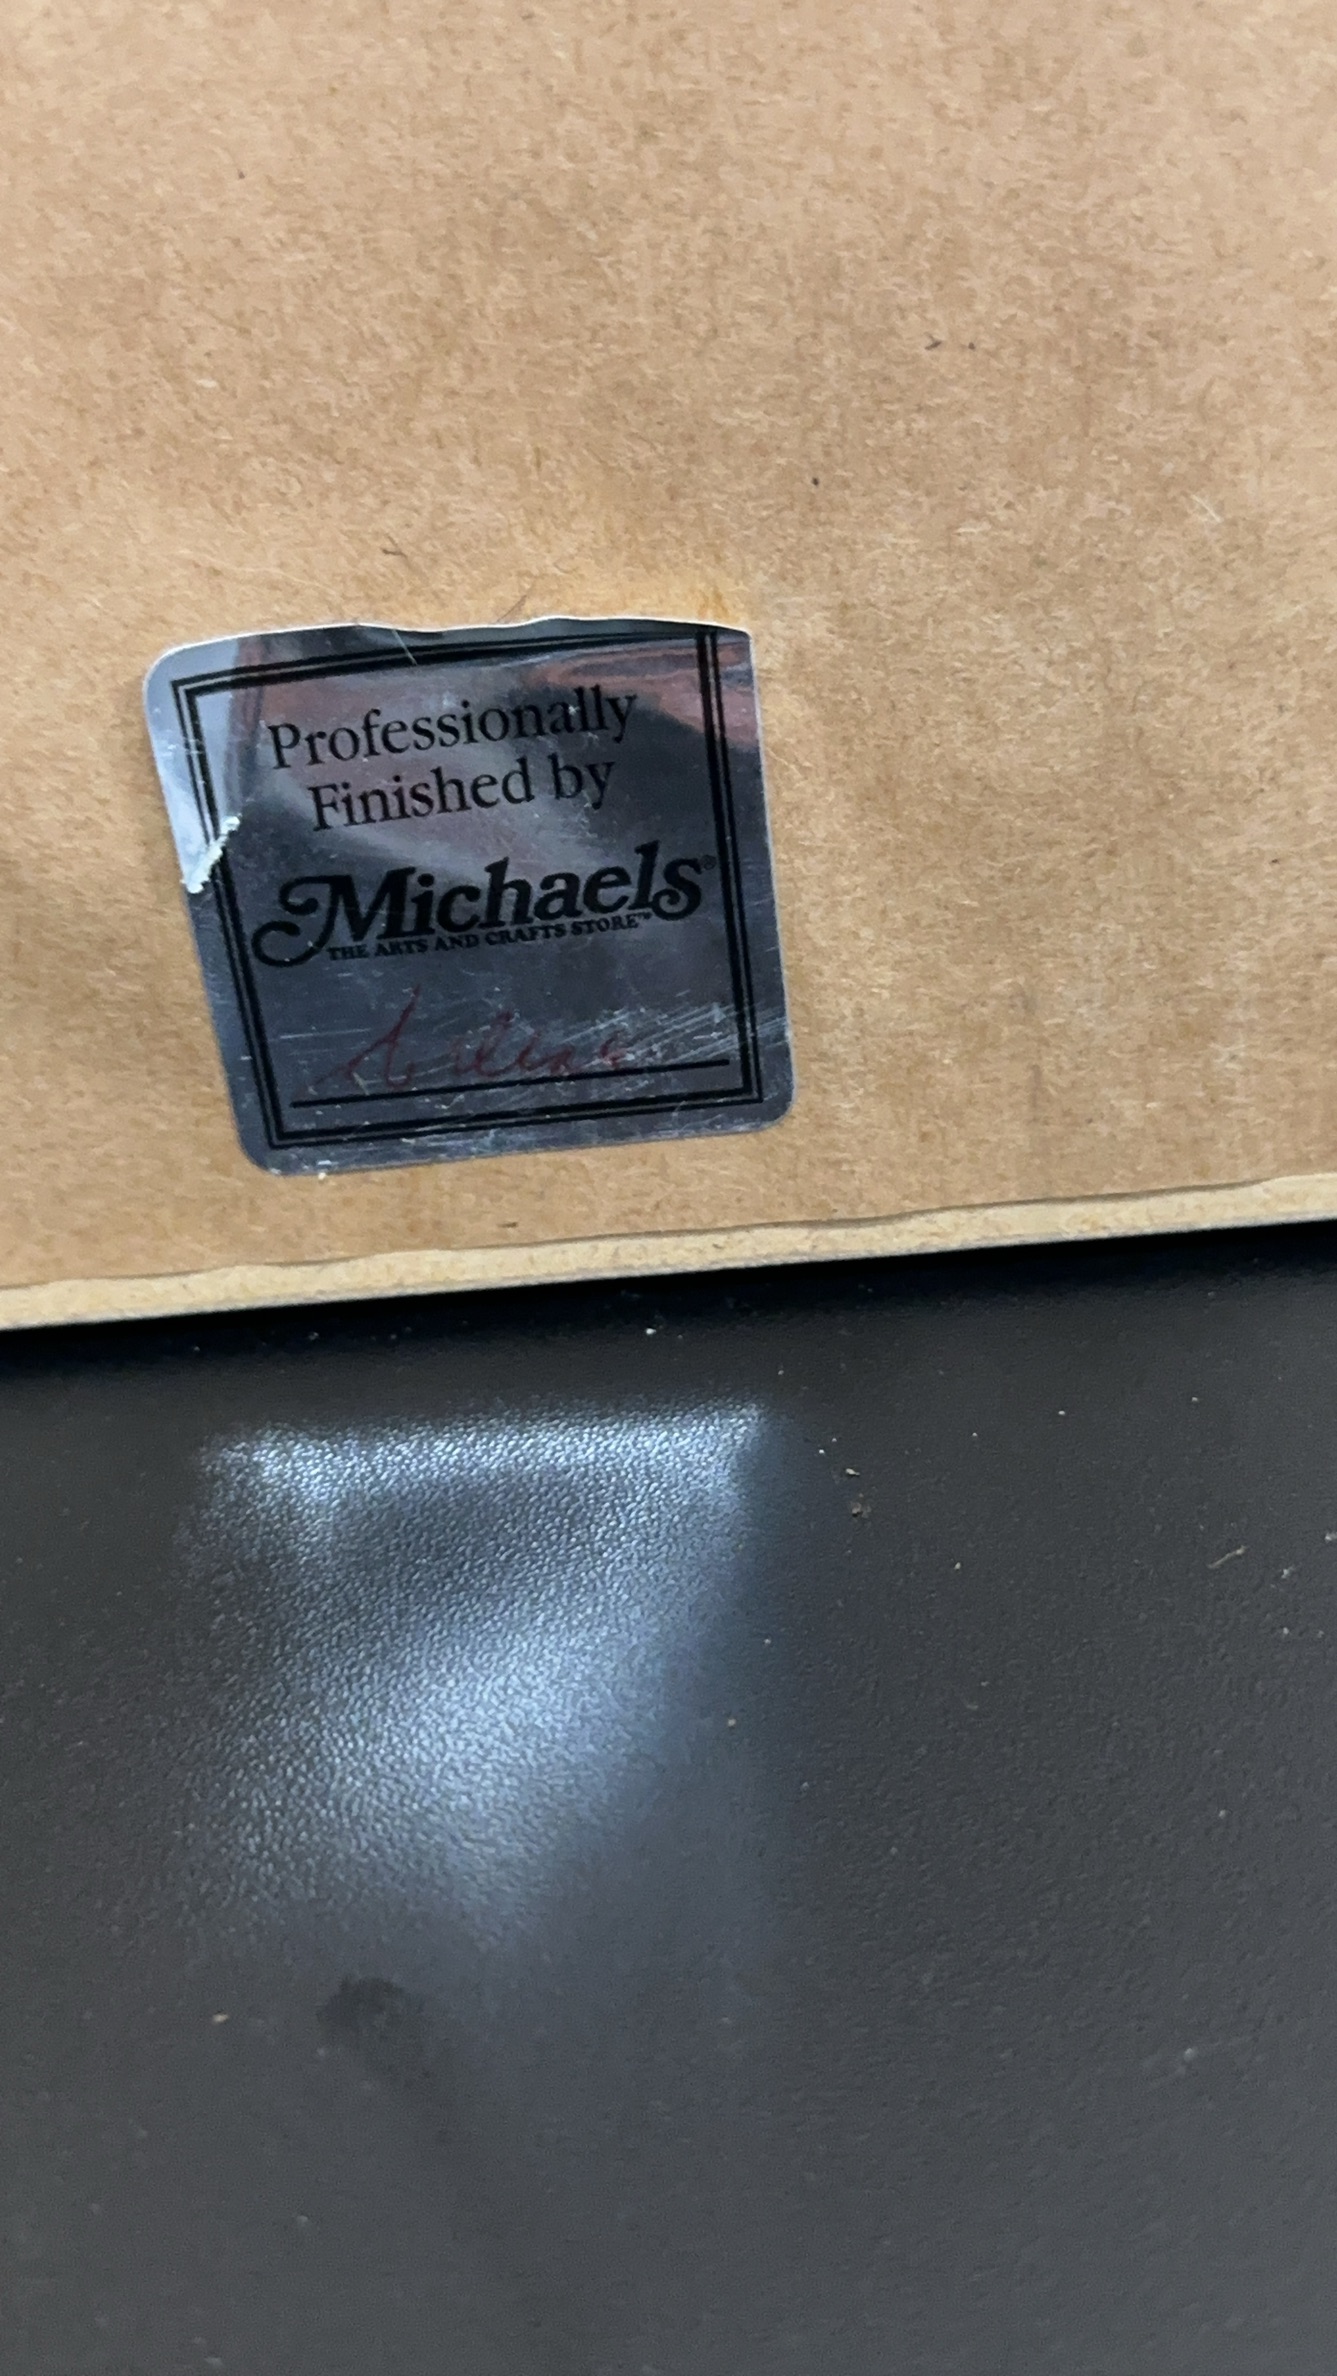 Professionally
Finished by
Michaels®
THE ARTS AND CRAFTS STORE™